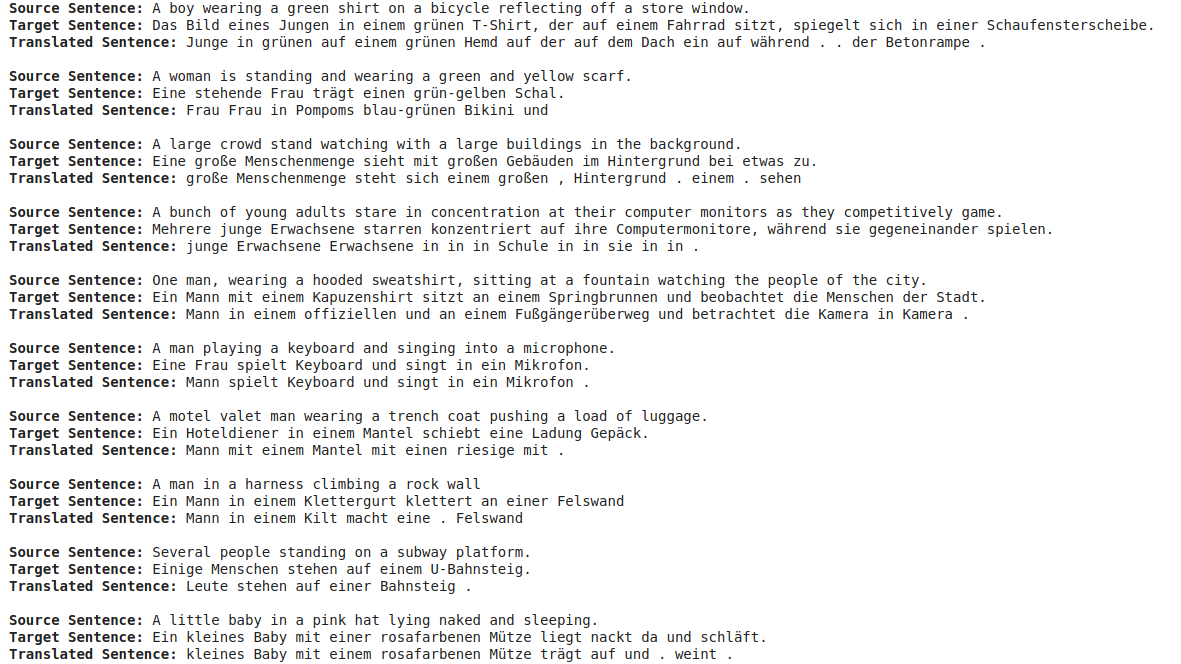 Source Sentence: A boy wearing a green shirt on a bicycle reflecting off a store window.
Target Sentence: Das Bild eines Jungen in einem grünen T-Shirt, der auf einem Fahrrad sitzt, spiegelt sich in einer Schaufensterscheibe.
Translated Sentence: Junge in grünen auf einem grünen Hemd auf der auf dem Dach ein auf während . . der Betonrampe .
Source Sentence: A woman is standing and wearing a green and yellow scarf.
Target Sentence: Eine stehende Frau trägt einen grün-gelben Schal.
Translated Sentence: Frau Frau in Pompoms blau-grünen Bikini und
Source Sentence: A large crowd stand watching with a large buildings in the background.
Target Sentence: Eine große Menschenmenge sieht mit großen Gebäuden im Hintergrund bei etwas zu.
Translated Sentence: große Menschenmenge steht sich einem großen , Hintergrund . einem . sehen
Source Sentence: A bunch of young adults stare in concentration at their computer monitors as they competitively game.
Target Sentence: Mehrere junge Erwachsene starren konzentriert auf ihre Computermonitore, während sie gegeneinander spielen.
Translated Sentence: junge Erwachsene Erwachsene in in in Schule in in sie in in .
Source Sentence: One man, wearing a hooded sweatshirt, sitting at a fountain watching the people of the city.
Target Sentence: Ein Mann mit einem Kapuzenshirt sitzt an einem Springbrunnen und beobachtet die Menschen der Stadt.
Translated Sentence: Mann in einem offiziellen und an einem Fußgängerüberweg und betrachtet die Kamera in Kamera .
Source Sentence: A man playing a keyboard and singing into a microphone.
Target Sentence: Eine Frau spielt Keyboard und singt in ein Mikrofon.
Translated Sentence: Mann spielt Keyboard und singt in ein Mikrofon .
Source Sentence: A motel valet man wearing a trench coat pushing a load of luggage.
Target Sentence: Ein Hoteldiener in einem Mantel schiebt eine Ladung Gepäck.
Translated Sentence: Mann mit einem Mantel mit einen riesige mit .
Source Sentence: A man in a harness climbing a rock wall
Target Sentence: Ein Mann in einem Klettergurt klettert an einer Felswand
Translated Sentence: Mann in einem Kilt macht eine . Felswand
Source Sentence: Several people standing on a subway platform.
Target Sentence: Einige Menschen stehen auf einem U-Bahnsteig.
Translated Sentence: Leute stehen auf einer Bahnsteig .
Source Sentence: A little baby in a pink hat lying naked and sleeping.
Target Sentence: Ein kleines Baby mit einer rosafarbenen Mütze liegt nackt da und schläft.
Translated Sentence: kleines Baby mit einem rosafarbenen Mütze trägt auf und . weint .